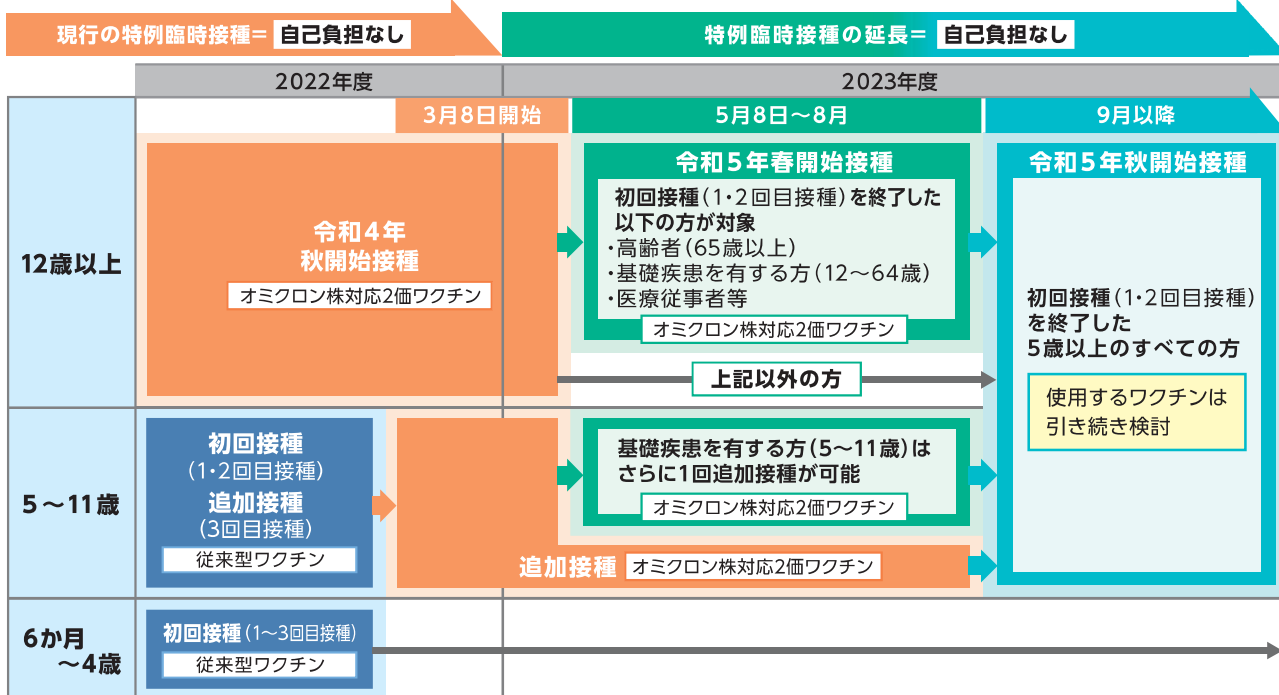 現行の特例臨時接種= 自己負担なし
特例臨時接種の延長= 自己負担なし
2022年度
2023年度
3月8日開始
5月8日～8月
9月以降
12歳以上
令和4年
秋開始接種
オミクロン株対応2価ワクチン
令和5年春開始接種
初回接種(1・2回目接種)を終了した
以下の方が対象
・高齢者(65歳以上)
・基礎疾患を有する方(12～64歳)
・医療従事者等
オミクロン株対応2価ワクチン
上記以外の方
令和5年秋開始接種
初回接種(1・2回目接種)
を終了した
5歳以上のすべての方
使用するワクチンは
引き続き検討
5～11歳
初回接種
(1・2回目接種)
追加接種
(3回目接種)
従来型ワクチン
基礎疾患を有する方(5～11歳)は
さらに1回追加接種が可能
オミクロン株対応2価ワクチン
追加接種 オミクロン株対応2価ワクチン
6か月
～4歳
初回接種(1～3回目接種)
従来型ワクチン